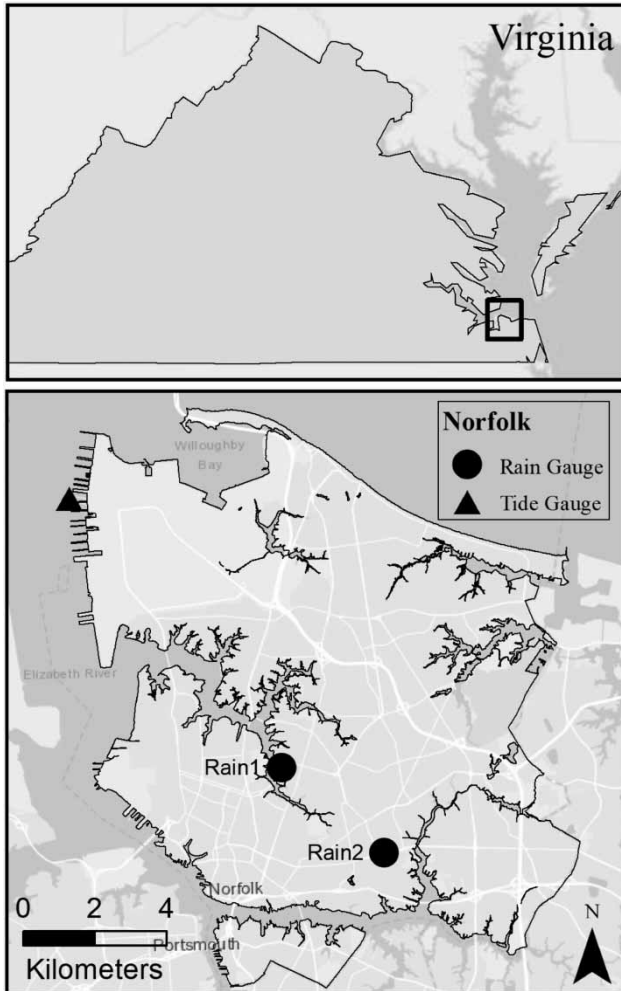 Virginia
Willoughby
Bay
Norfolk
Rain Gauge
Tide Gauge
Elizabeth River
Rain1
Rain2
Norfolk
0 2 4
Portsmouth
Kilometers
N